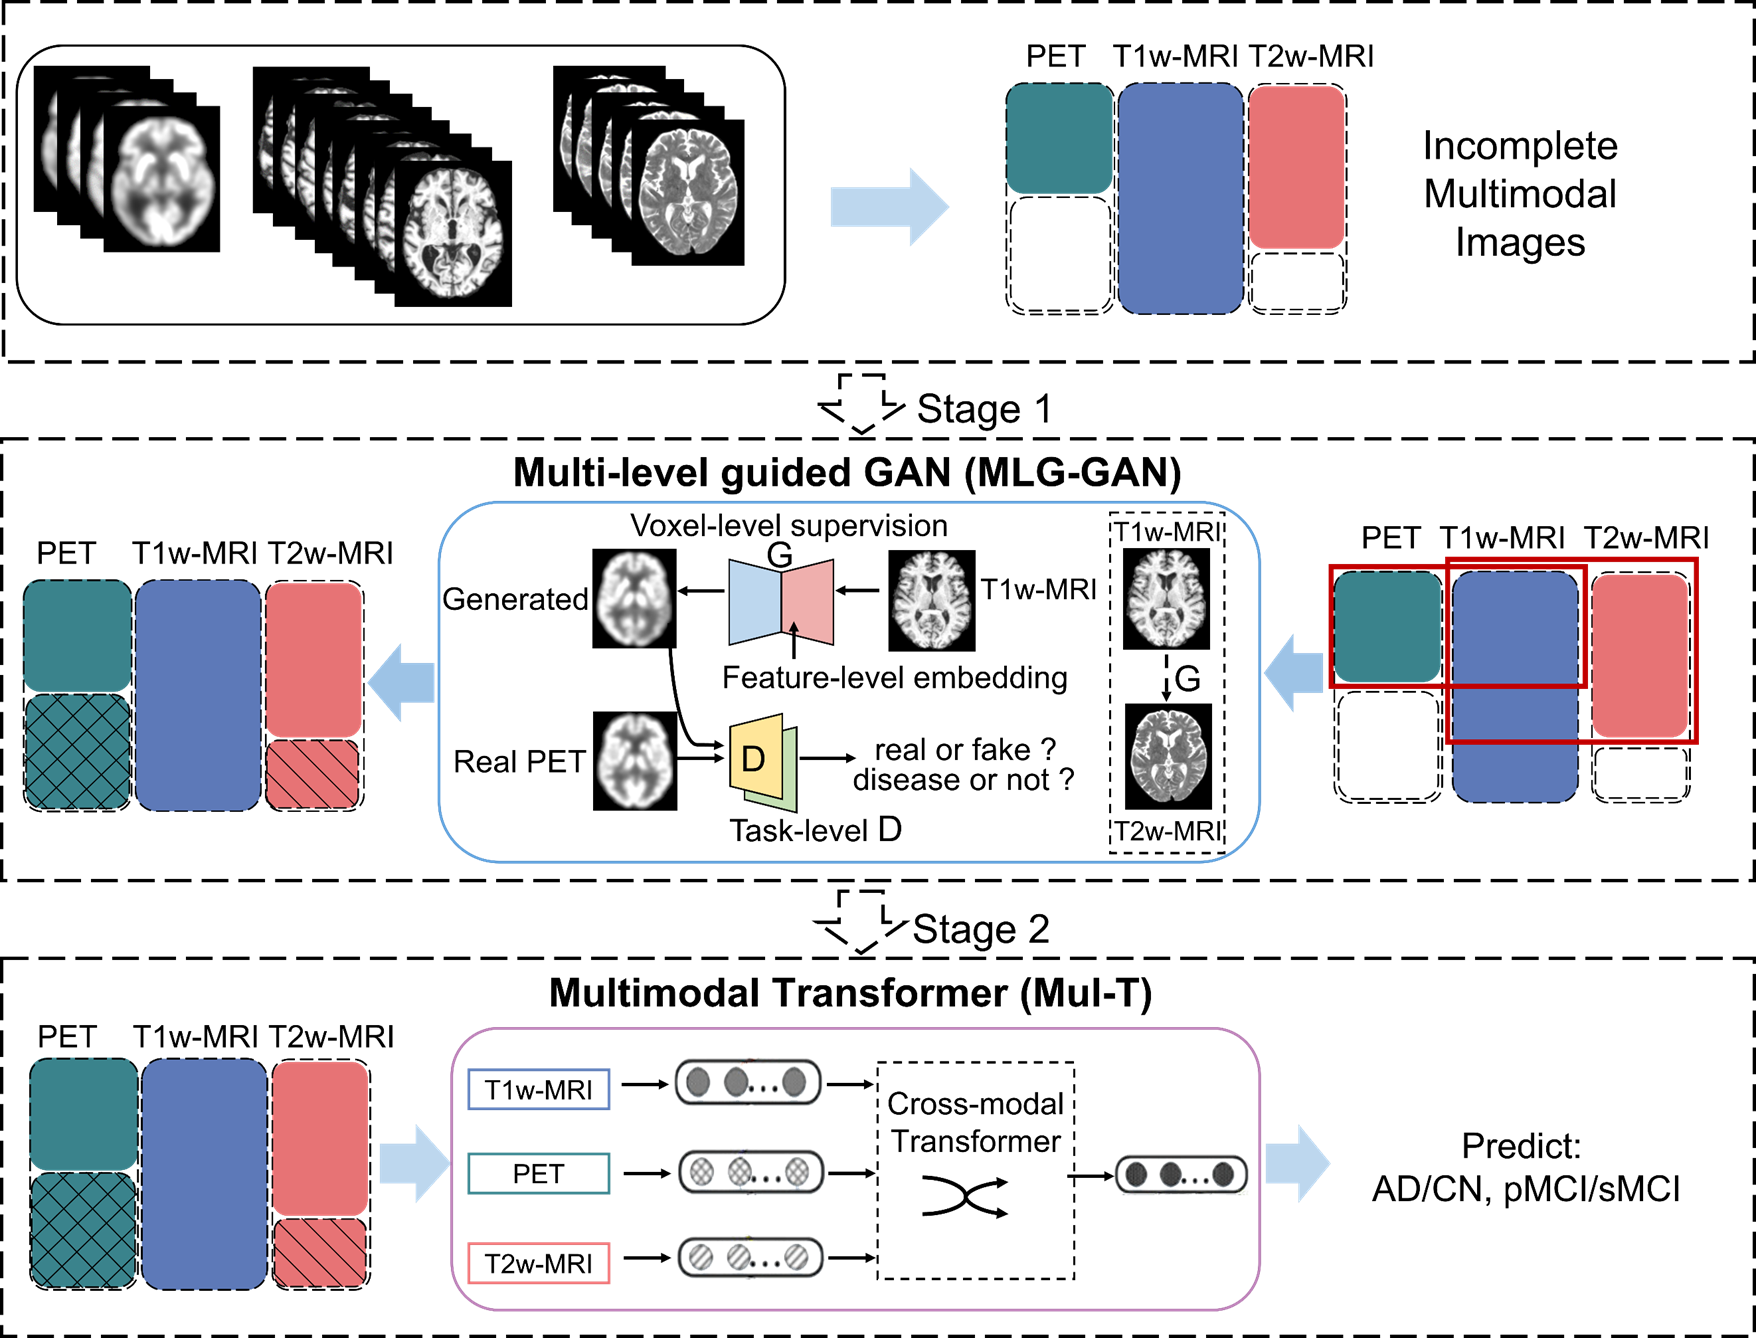 PET T1w-MRI T2w-MRI
Incomplete
Multimodal
Images
Stage 1
Multi-level guided GAN (MLG-GAN)
PET T1w-MRI T2w-MRI
Voxel-level supervision
G
Generated
T1w-MRI
Feature-level embedding
Real PET
D
real or fake ?
disease or not ?
Task-level D
T1w-MRI
G
T2w-MRI
PET T1w-MRI T2w-MRI
Stage 2
Multimodal Transformer (Mul-T)
PET T1w-MRI T2w-MRI
T1w-MRI
PET
T2w-MRI
Cross-modal
Transformer
Predict:
AD/CN, pMCI/sMCI